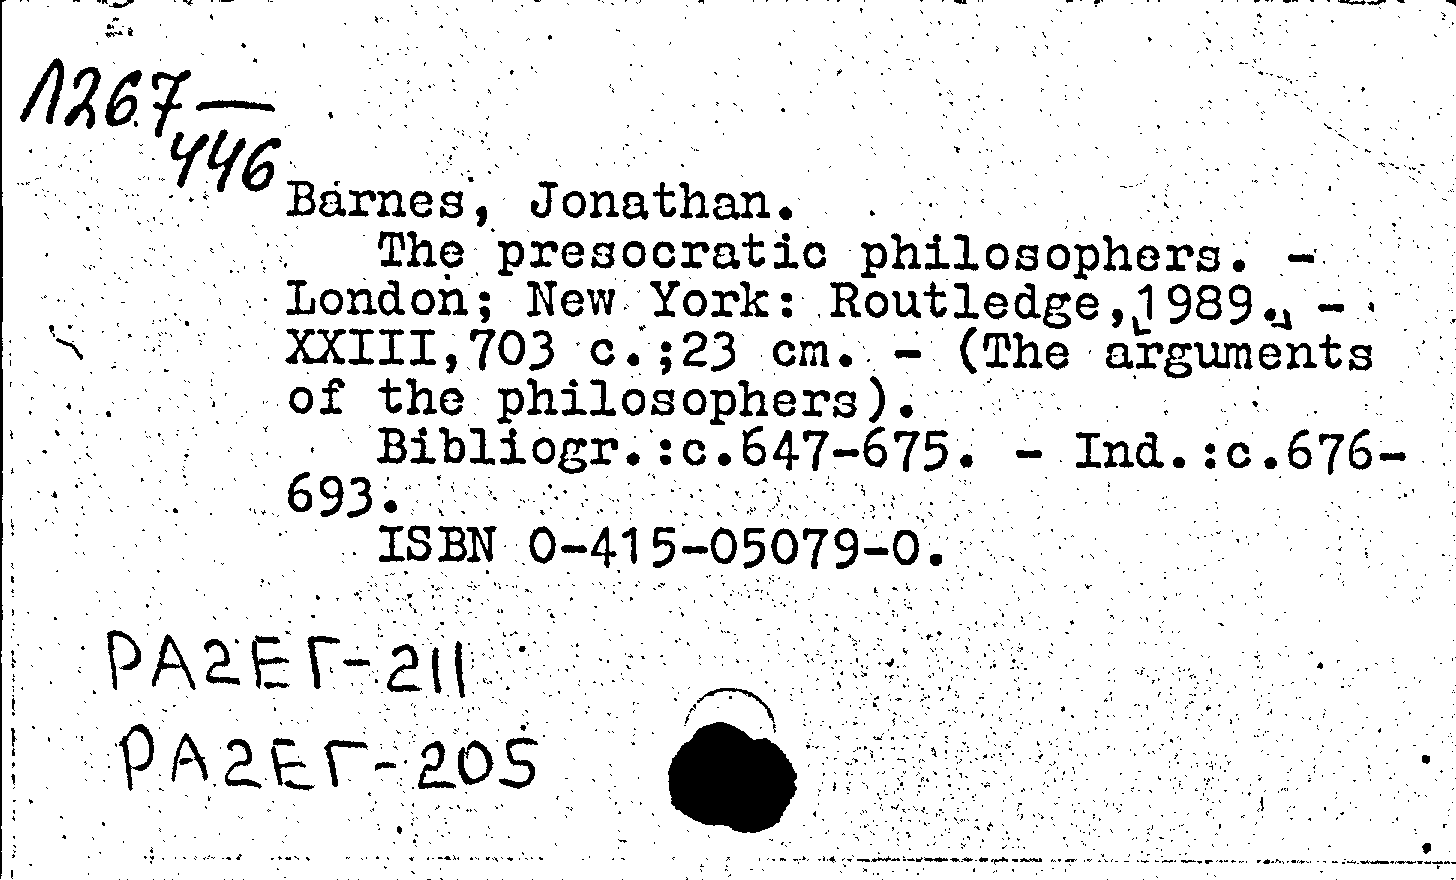 1267—
446
Barnes, Jonathan.
The presocratic philosophers. –
London; New York: Routledge,[1989.] –
XXIII,703 с.;23 cm. – (The arguments
of the philosophers).
Bibliogr.:с.647–675. – Ind.:с.676–
693.
ISBN 0–415–05079–0.
РА2ЕГ-211
РА2ЕГ-205